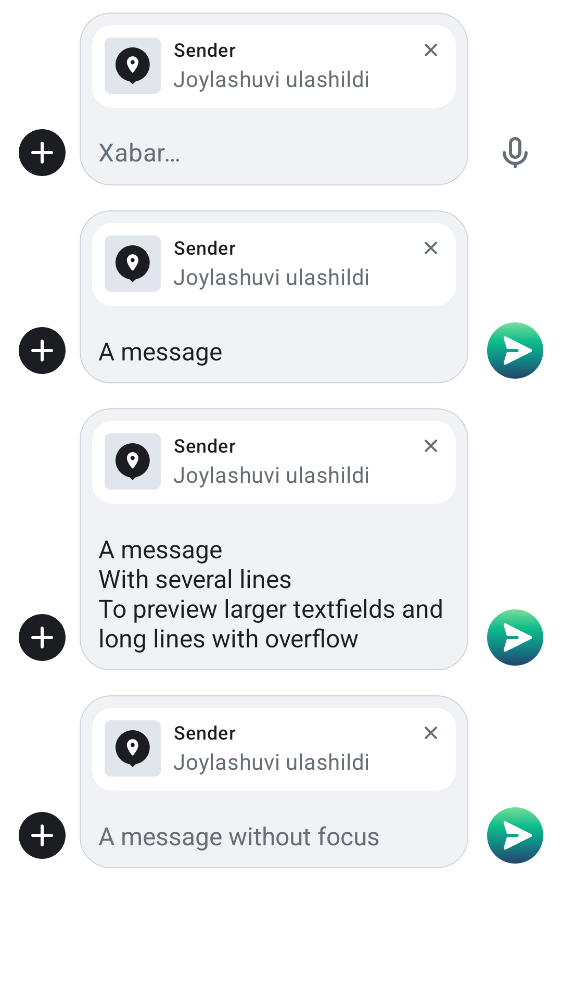 Sender
Joylashuvi ulashildi
Xabar…
Sender
Joylashuvi ulashildi
A message
Sender
Joylashuvi ulashildi
A message
With several lines
To preview larger textfields and
long lines with overflow
Sender
Joylashuvi ulashildi
A message without focus